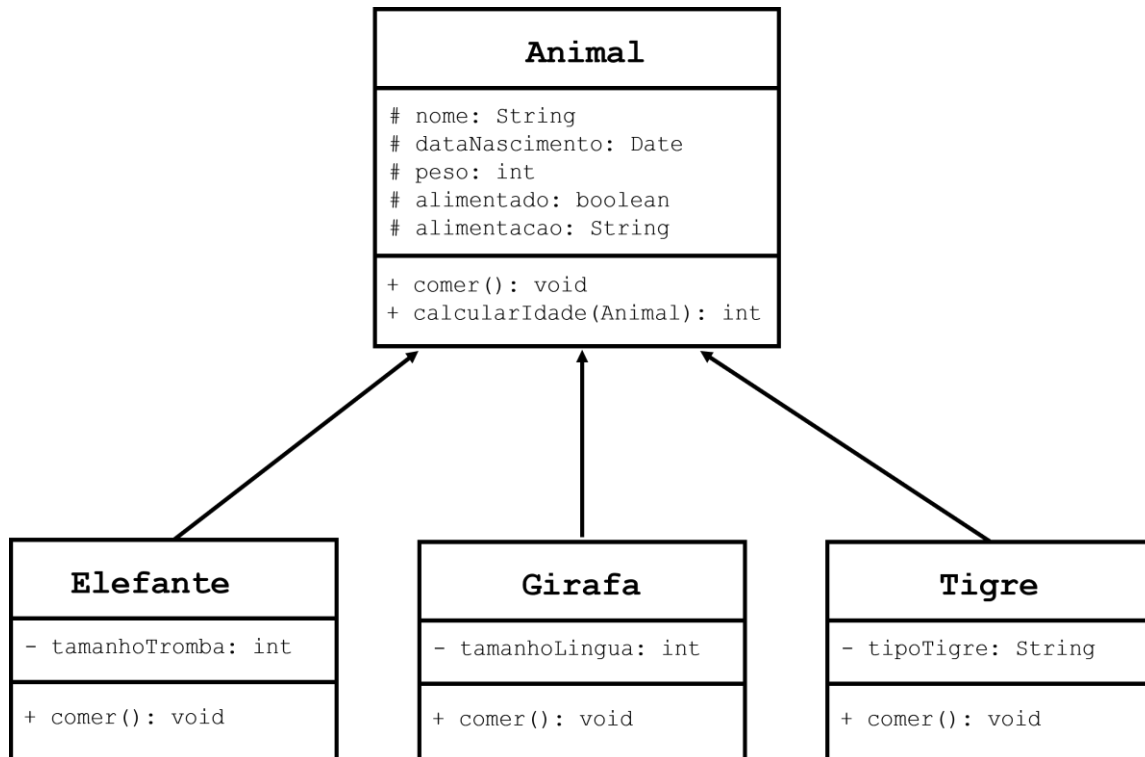 Animal
# nome: String
# dataNascimento: Date
# peso: int
# alimentado: boolean
# alimentacao: String
+ comer(): void
+ calcularIdade(Animal): int
Elefante
- tamanhoTromba: int
+ comer(): void
Girafa
- tamanhoLingua: int
+ comer(): void
Tigre
- tipoTigre: String
+ comer(): void